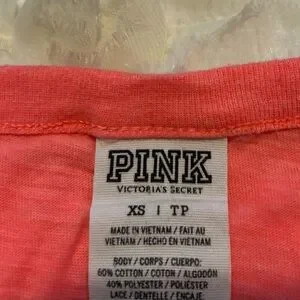 PINK
VICTORIA'S SECRET
XS | TP
MADE IN VIETNAM / FAIT AU
VIETNAM / HECHO EN VIETNAM
BODY / CORPS / CUERPO:
60% COTTON / COTON / ALGODÓN
40% POLYESTER / POLIÉSTER
LACE / DENTELLE / ENCAJE